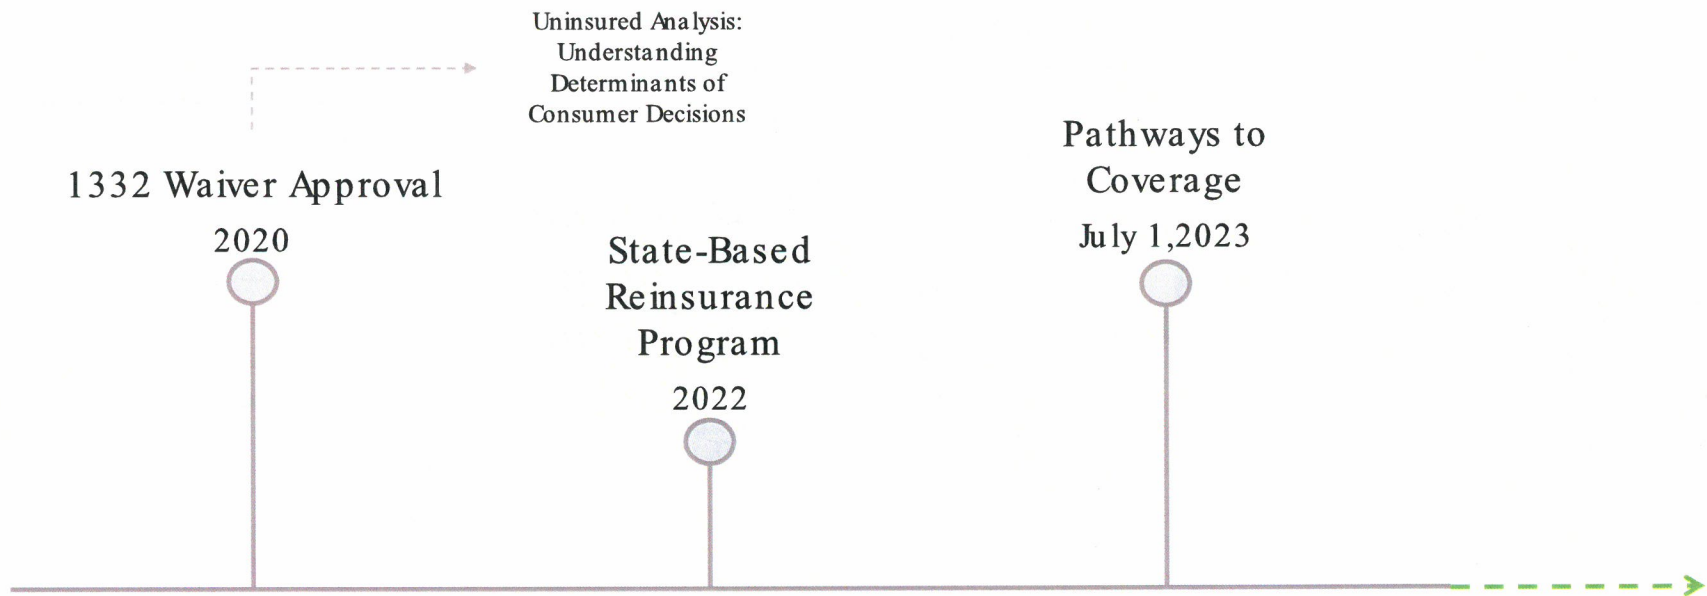 Uninsured Analysis:
Understanding
Determinants of
Consumer Decisions
1332 Waiver Approval
2020
State-Based
Reinsurance
Program
2022
Pathways to
Coverage
July 1,2023